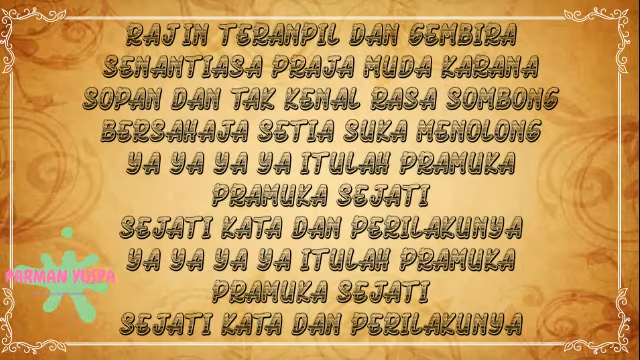 RAJIN TERANPIL DAN GEMBIRA
SENANTIASA PRAJA MUDA KARANA
SOPAN DAN TAK KENAL RASA SOMBONG
BERSAHAJA SETIA SUKA MENOLONG
YA YA YA YA ITULAH PRAMUKA
PRAMUKA SEJATI
SEJATI KATA DAN PERILAKUNYA
YA YA YA YA ITULAH PRAMUKA
PRAMUKA SEJATI
SEJATI KATA DAN PERILAKUNYA
PARMAN YUSPA